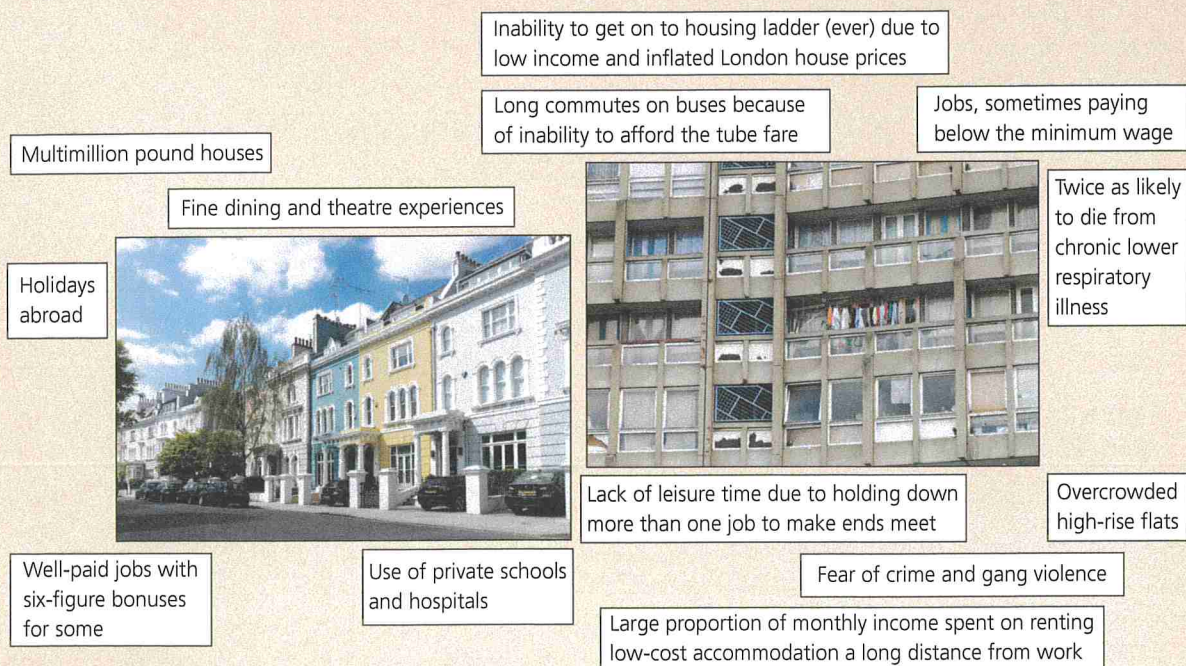 Inability to get on to housing ladder (ever) due to
low income and inflated London house prices
Long commutes on buses because
of inability to afford the tube fare
Jobs, sometimes paying
below the minimum wage
Multimillion pound houses
Fine dining and theatre experiences
Twice as likely
to die from
chronic lower
respiratory
illness
Holidays
abroad
Lack of leisure time due to holding down
more than one job to make ends meet
Overcrowded
high-rise flats
Well-paid jobs with
six-figure bonuses
for some
Use of private schools
and hospitals
Fear of crime and gang violence
Large proportion of monthly income spent on renting
low-cost accommodation a long distance from work